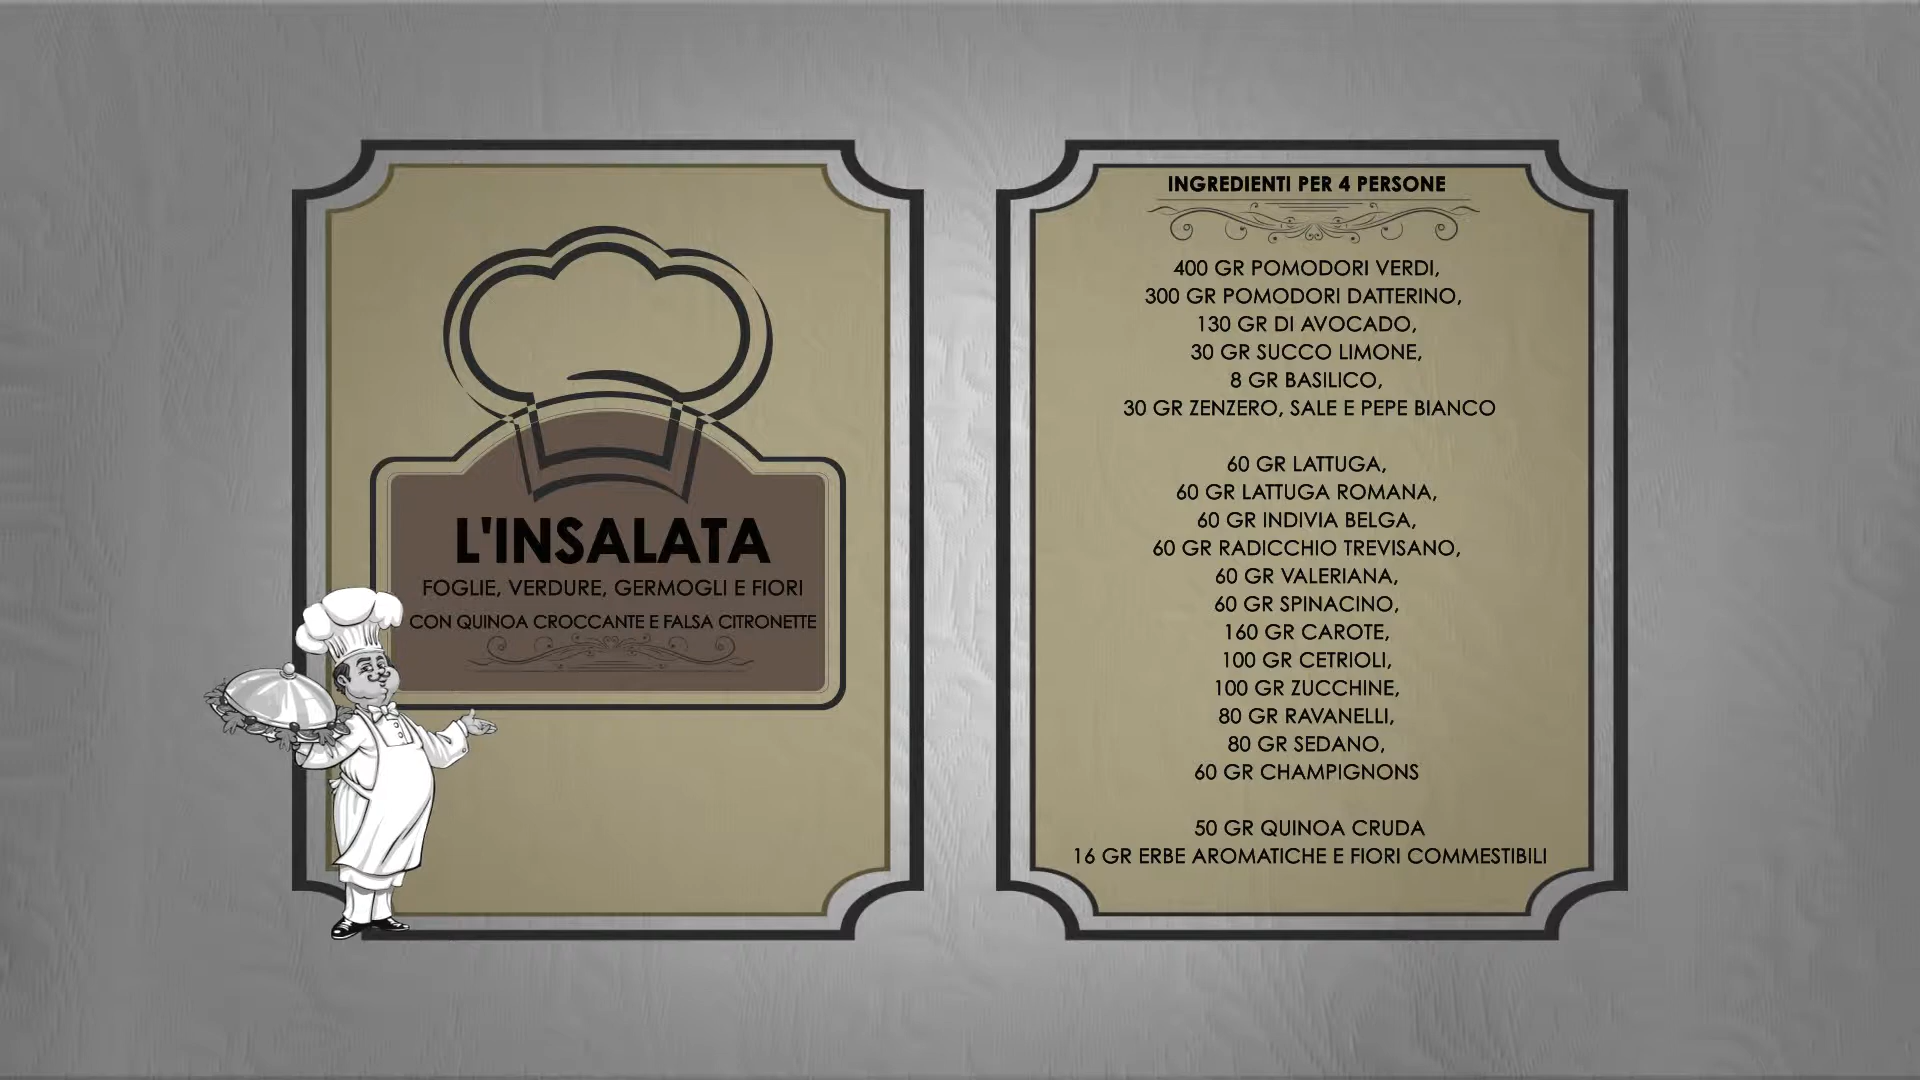 L'INSALATA
FOGLIE, VERDURE, GERMOGLI E FIORI
CON QUINOA CROCCANTE E FALSA CITRONETTE
INGREDIENTI PER 4 PERSONE
400 GR POMODORI VERDI,
300 GR POMODORI DATTERINO,
130 GR DI AVOCADO,
30 GR SUCCO LIMONE,
8 GR BASILICO,
30 GR ZENZERO, SALE E PEPE BIANCO
60 GR LATTUGA,
60 GR LATTUGA ROMANA,
60 GR INDIVIA BELGA,
60 GR RADICCHIO TREVISANO,
60 GR VALERIANA,
60 GR SPINACINO,
160 GR CAROTE,
100 GR CETRIOLI,
100 GR ZUCCHINE,
80 GR RAVANELLI,
80 GR SEDANO,
60 GR CHAMPIGNONS
50 GR QUINOA CRUDA
16 GR ERBE AROMATICHE E FIORI COMMESTIBILI